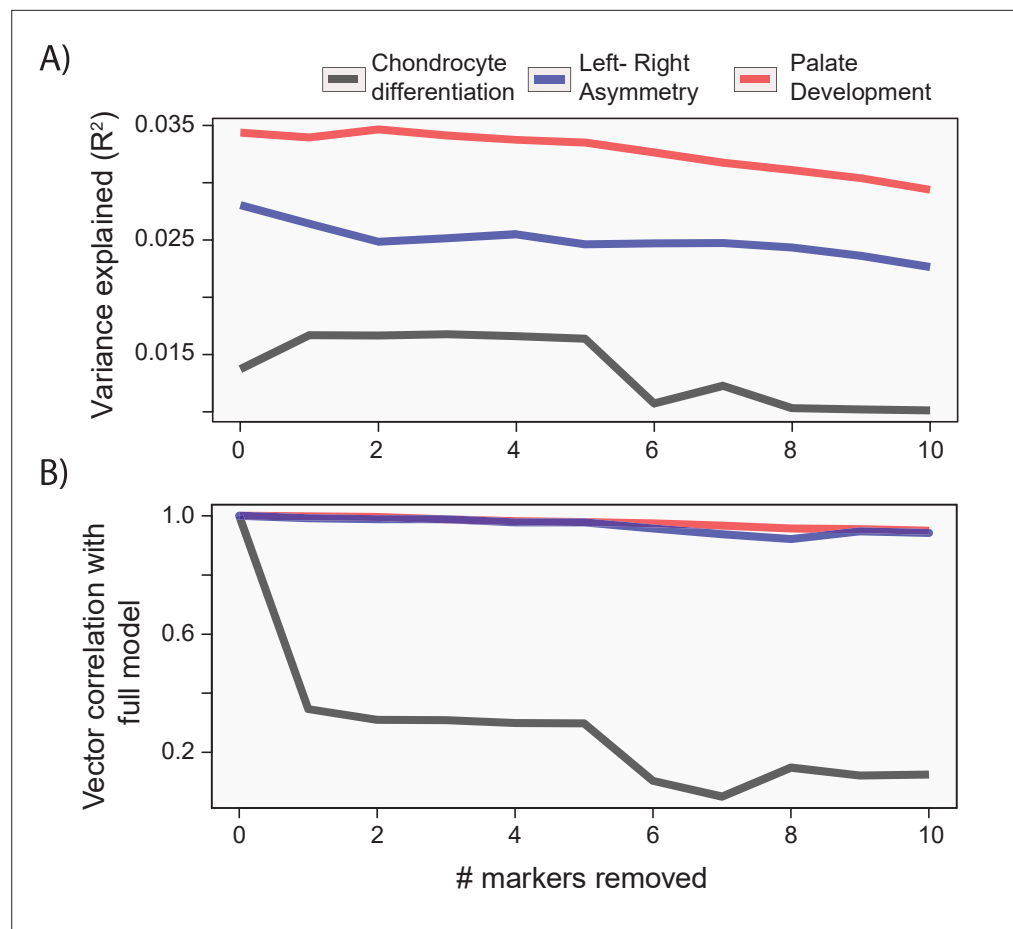 A)
Chondrocyte
differentiation
Left- Right
Asymmetry
Palate
Development
Variance explained (R²)
0.035
0.025
0.015
0 2 4 6 8 10
B)
Vector correlation with
full model
1.0
0.6
0.2
0 2 4 6 8 10
# markers removed